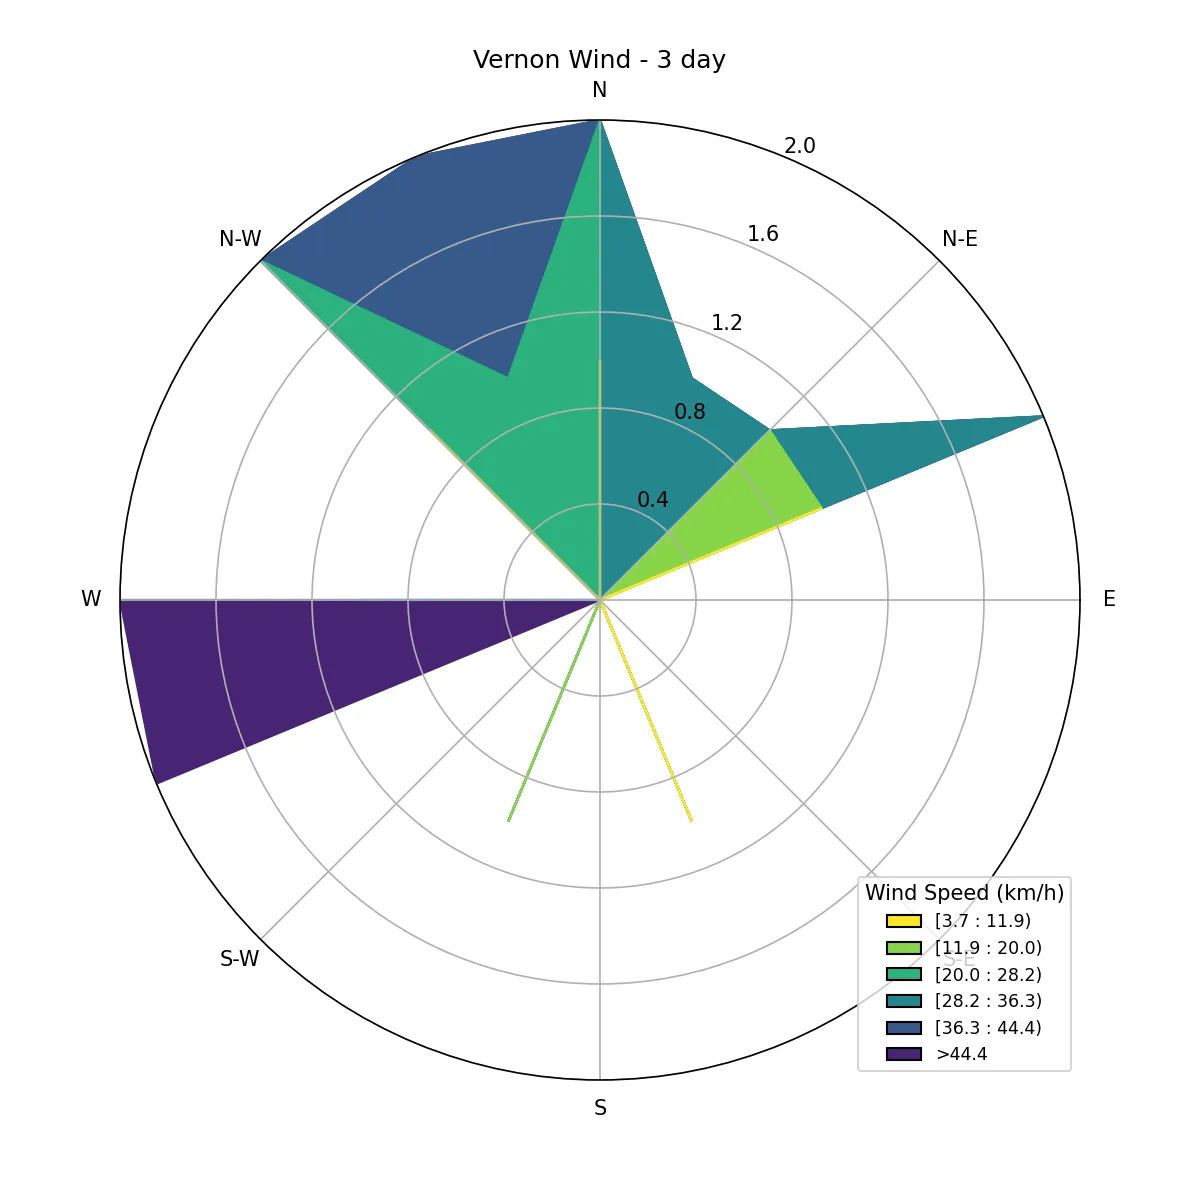 Vernon Wind - 3 day
N
2.0
N-W
1.6
N-E
1.2
0.8
0.4
W
E
S-W
S-E
S
Wind Speed (km/h)
[3.7 : 11.9)
[11.9 : 20.0)
[20.0 : 28.2)
[28.2 : 36.3)
[36.3 : 44.4)
>44.4